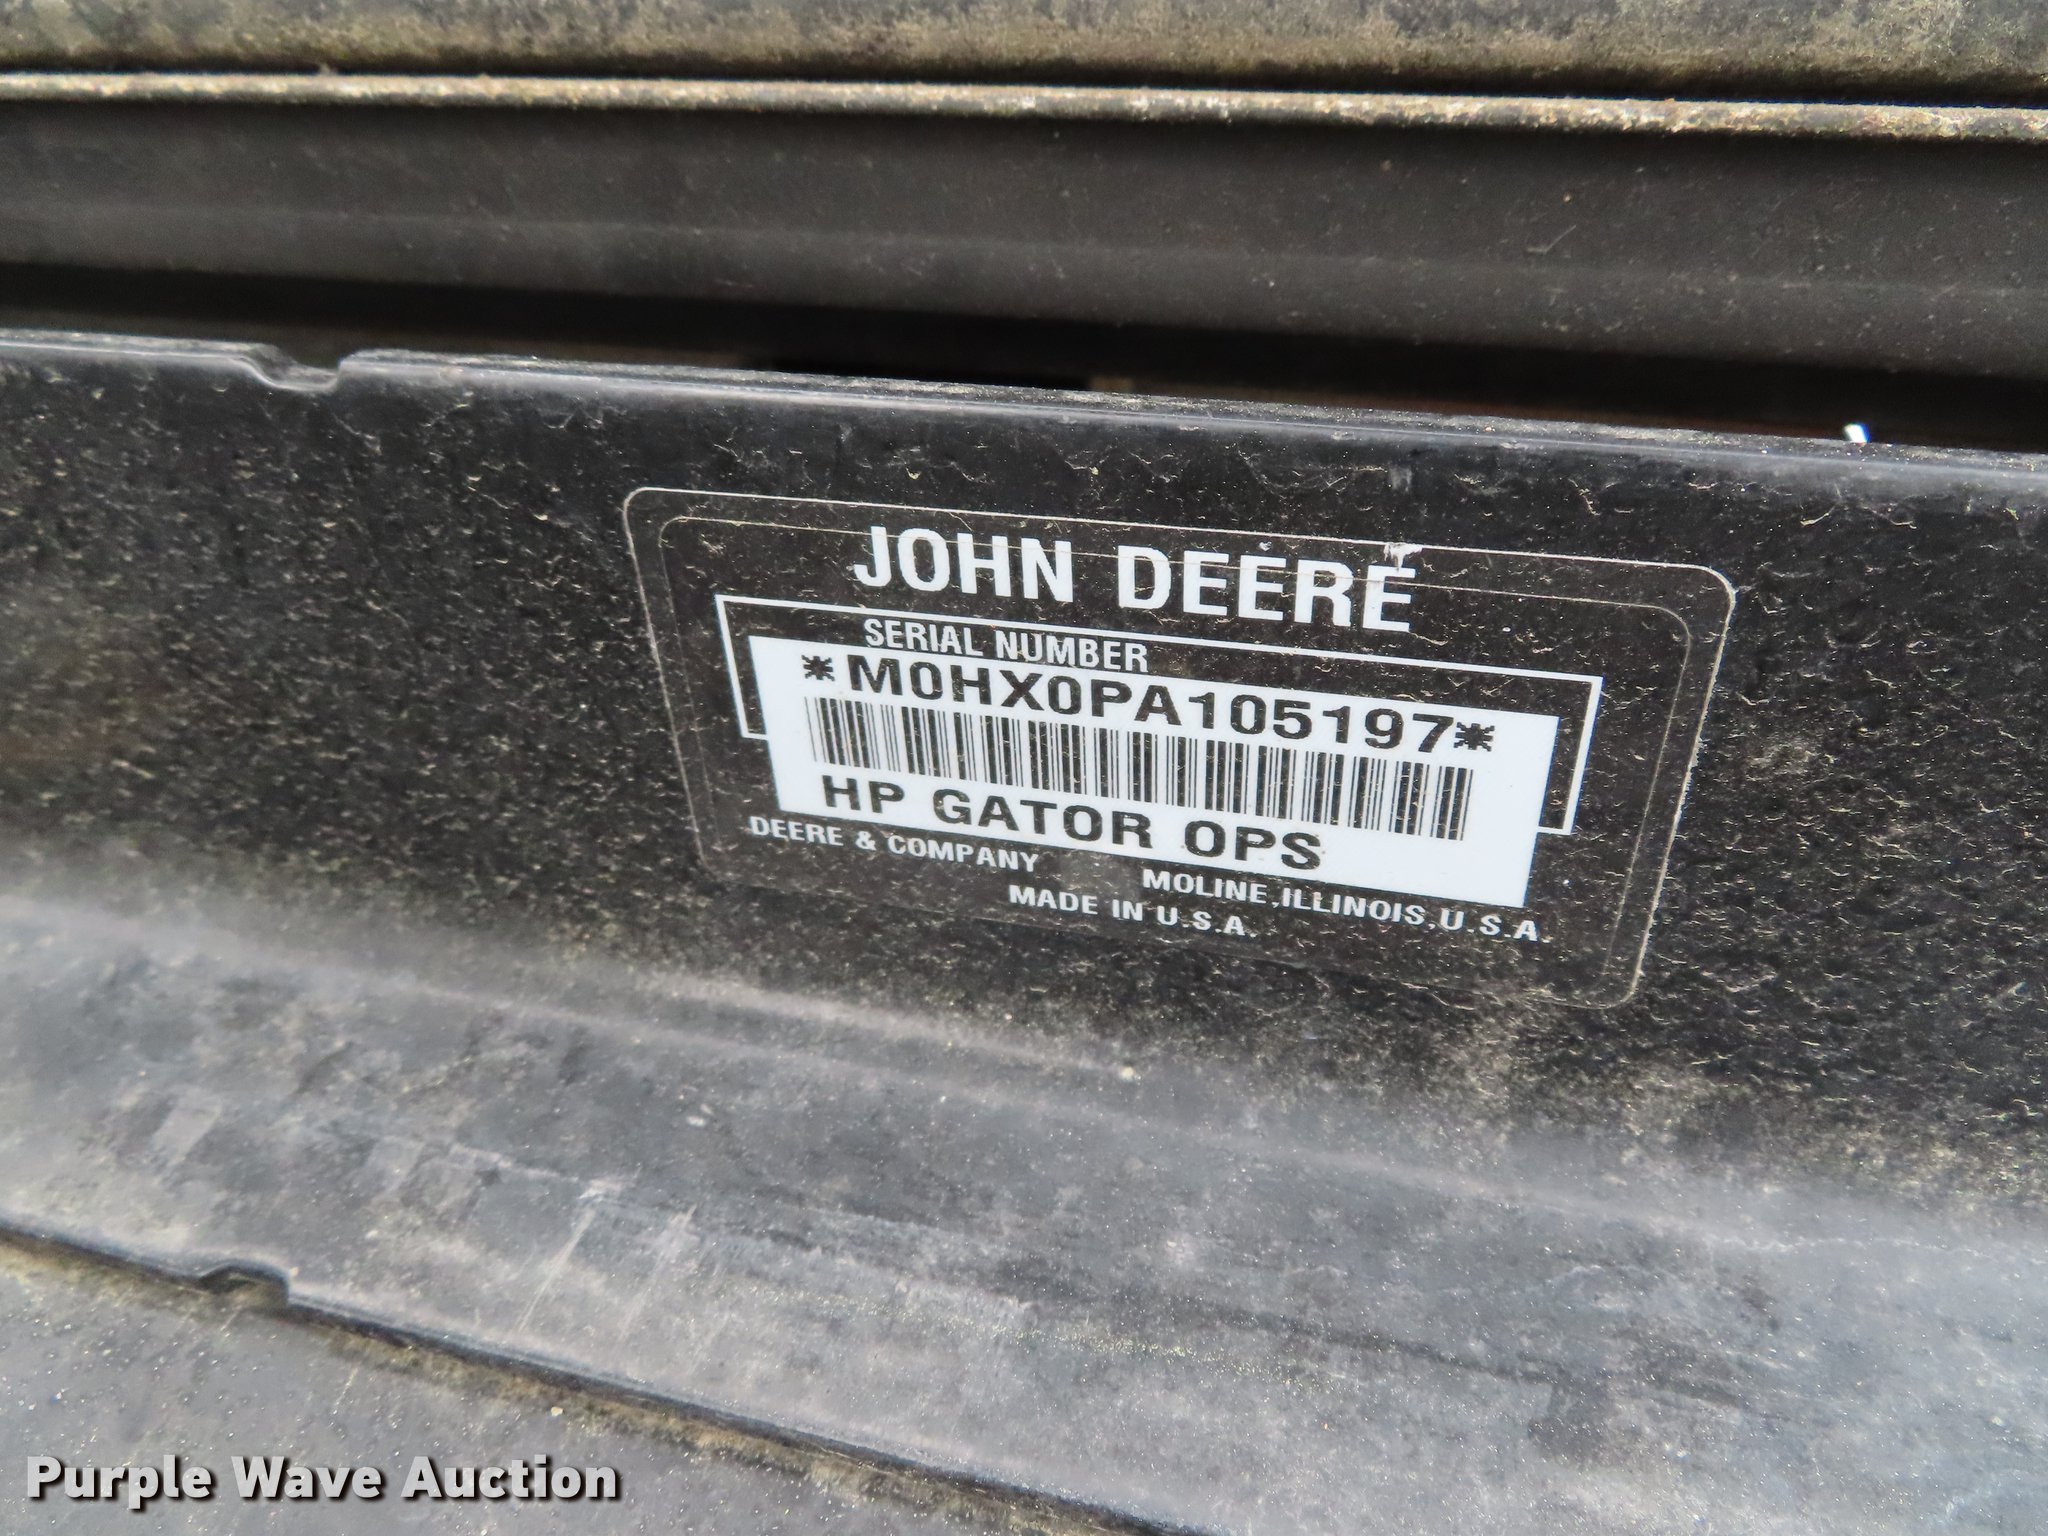 JOHN DEERE
SERIAL NUMBER
*M0HX0PA105197*
HP GATOR OPS
DEERE & COMPANY MOLINE,ILLINOIS,U.S.A.
MADE IN U.S.A.
Purple Wave Auction